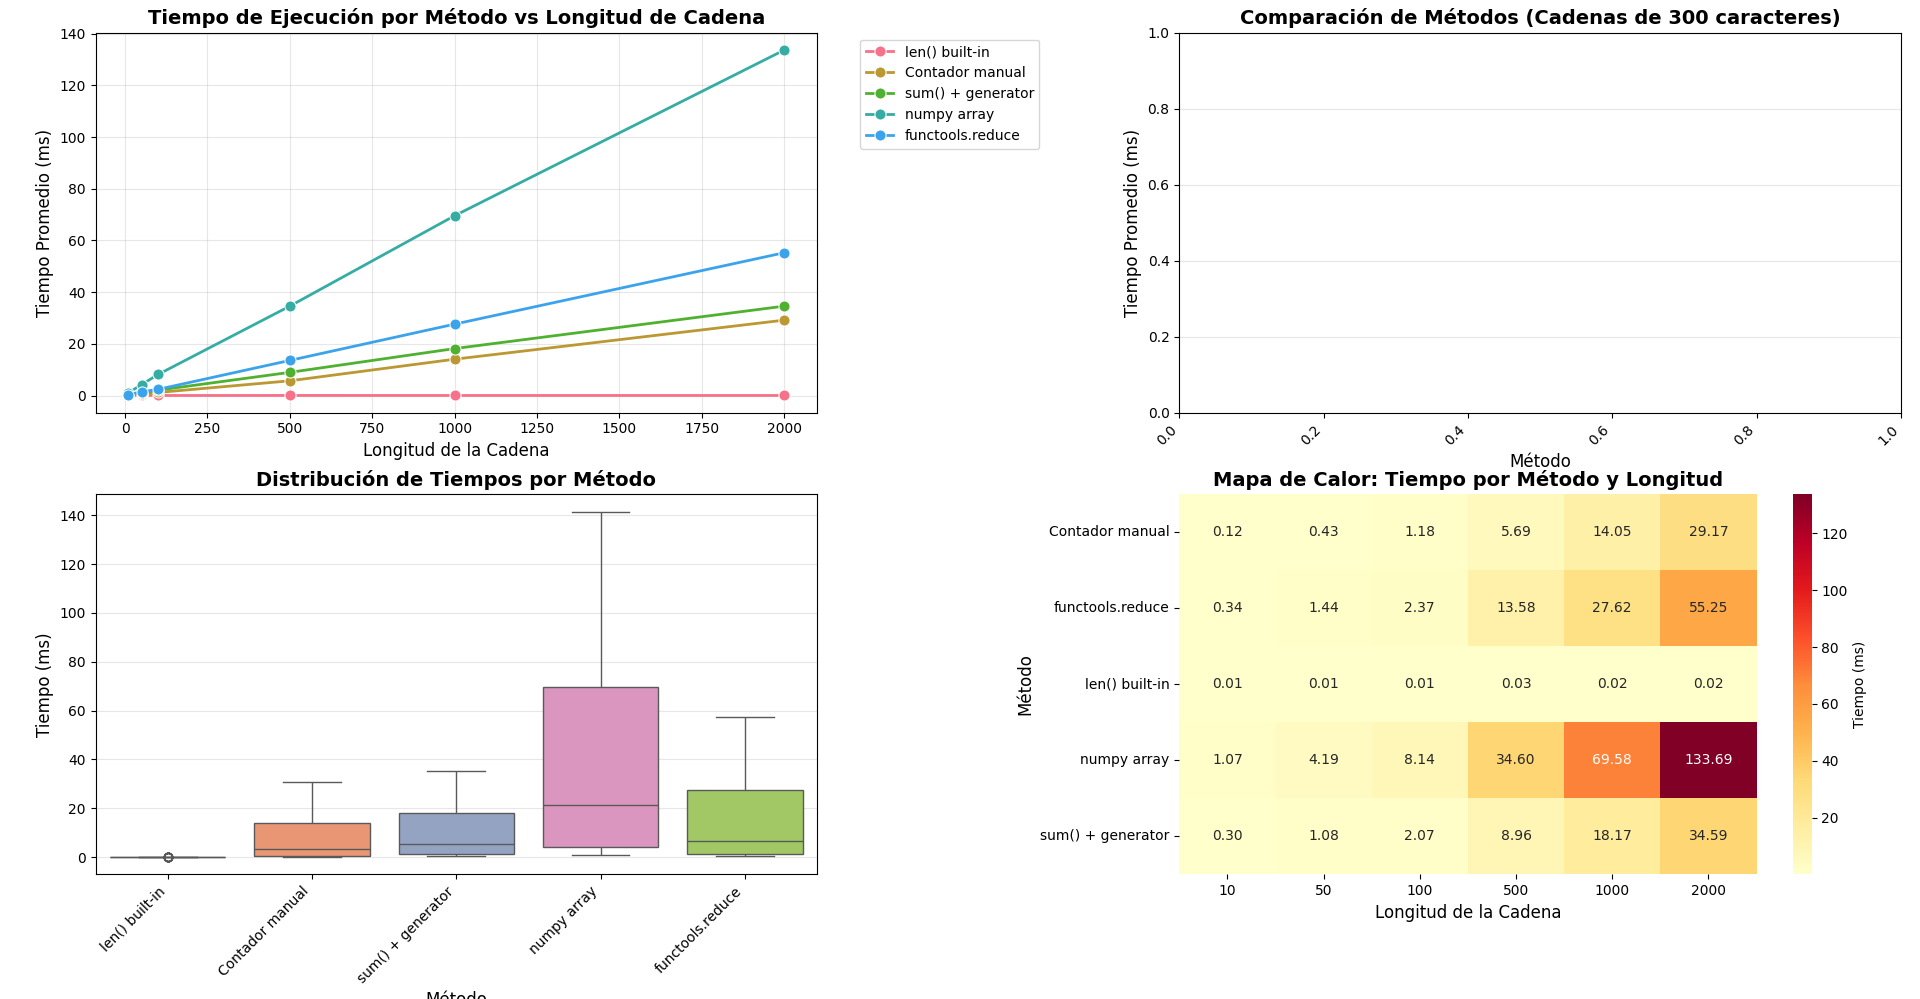 Tiempo de Ejecución por Método vs Longitud de Cadena
140
120
100
80
60
40
20
0
Tiempo Promedio (ms)
0 250 500 750 1000 1250 1500 1750 2000
Longitud de la Cadena
len() built-in
Contador manual
sum() + generator
numpy array
functools.reduce
Comparación de Métodos (Cadenas de 300 caracteres)
1.0
0.8
0.6
0.4
0.2
0.0
Tiempo Promedio (ms)
0.0 0.2 0.4 0.6 0.8 1.0
Método
Distribución de Tiempos por Método
140
120
100
80
60
40
20
0
Tiempo (ms)
len() built-in
Contador manual
sum() + generator
numpy array
functools.reduce
Método
Mapa de Calor: Tiempo por Método y Longitud
Método
Contador manual 0.12 0.43 1.18 5.69 14.05 29.17
functools.reduce 0.34 1.44 2.37 13.58 27.62 55.25
len() built-in 0.01 0.01 0.01 0.03 0.02 0.02
numpy array 1.07 4.19 8.14 34.60 69.58 133.69
sum() + generator 0.30 1.08 2.07 8.96 18.17 34.59
10 50 100 500 1000 2000
Longitud de la Cadena
120
100
80
60
40
20
Tiempo (ms)